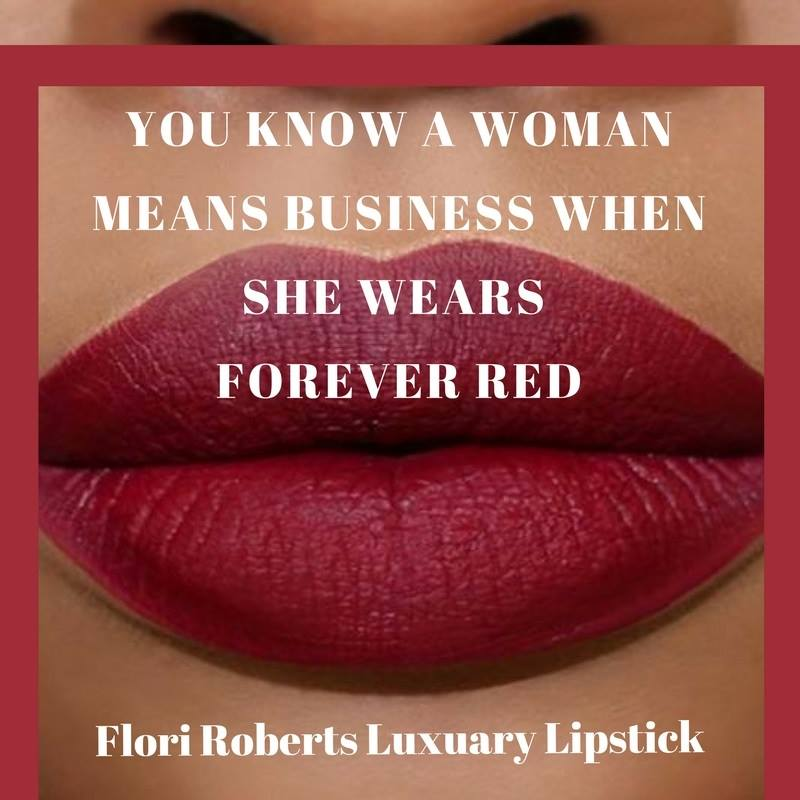 YOU KNOW A WOMAN
MEANS BUSINESS WHEN
SHE WEARS
FOREVER RED
Flori Roberts Luxuary Lipstick